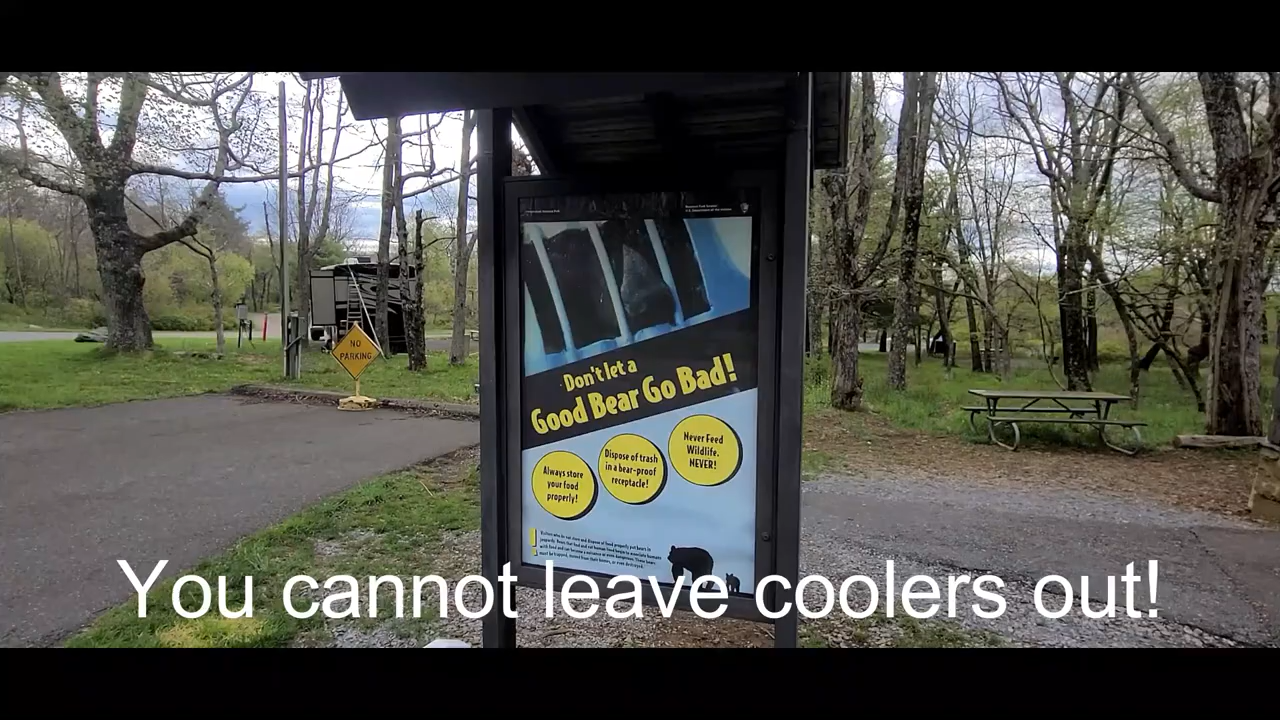 NO
PARKING
Don't let a
Good Bear Go Bad!
Never Feed
Wildlife.
NEVER!
Dispose of trash
in a bear-proof
receptacle!
Always store
your food
properly!
You cannot leave coolers out!